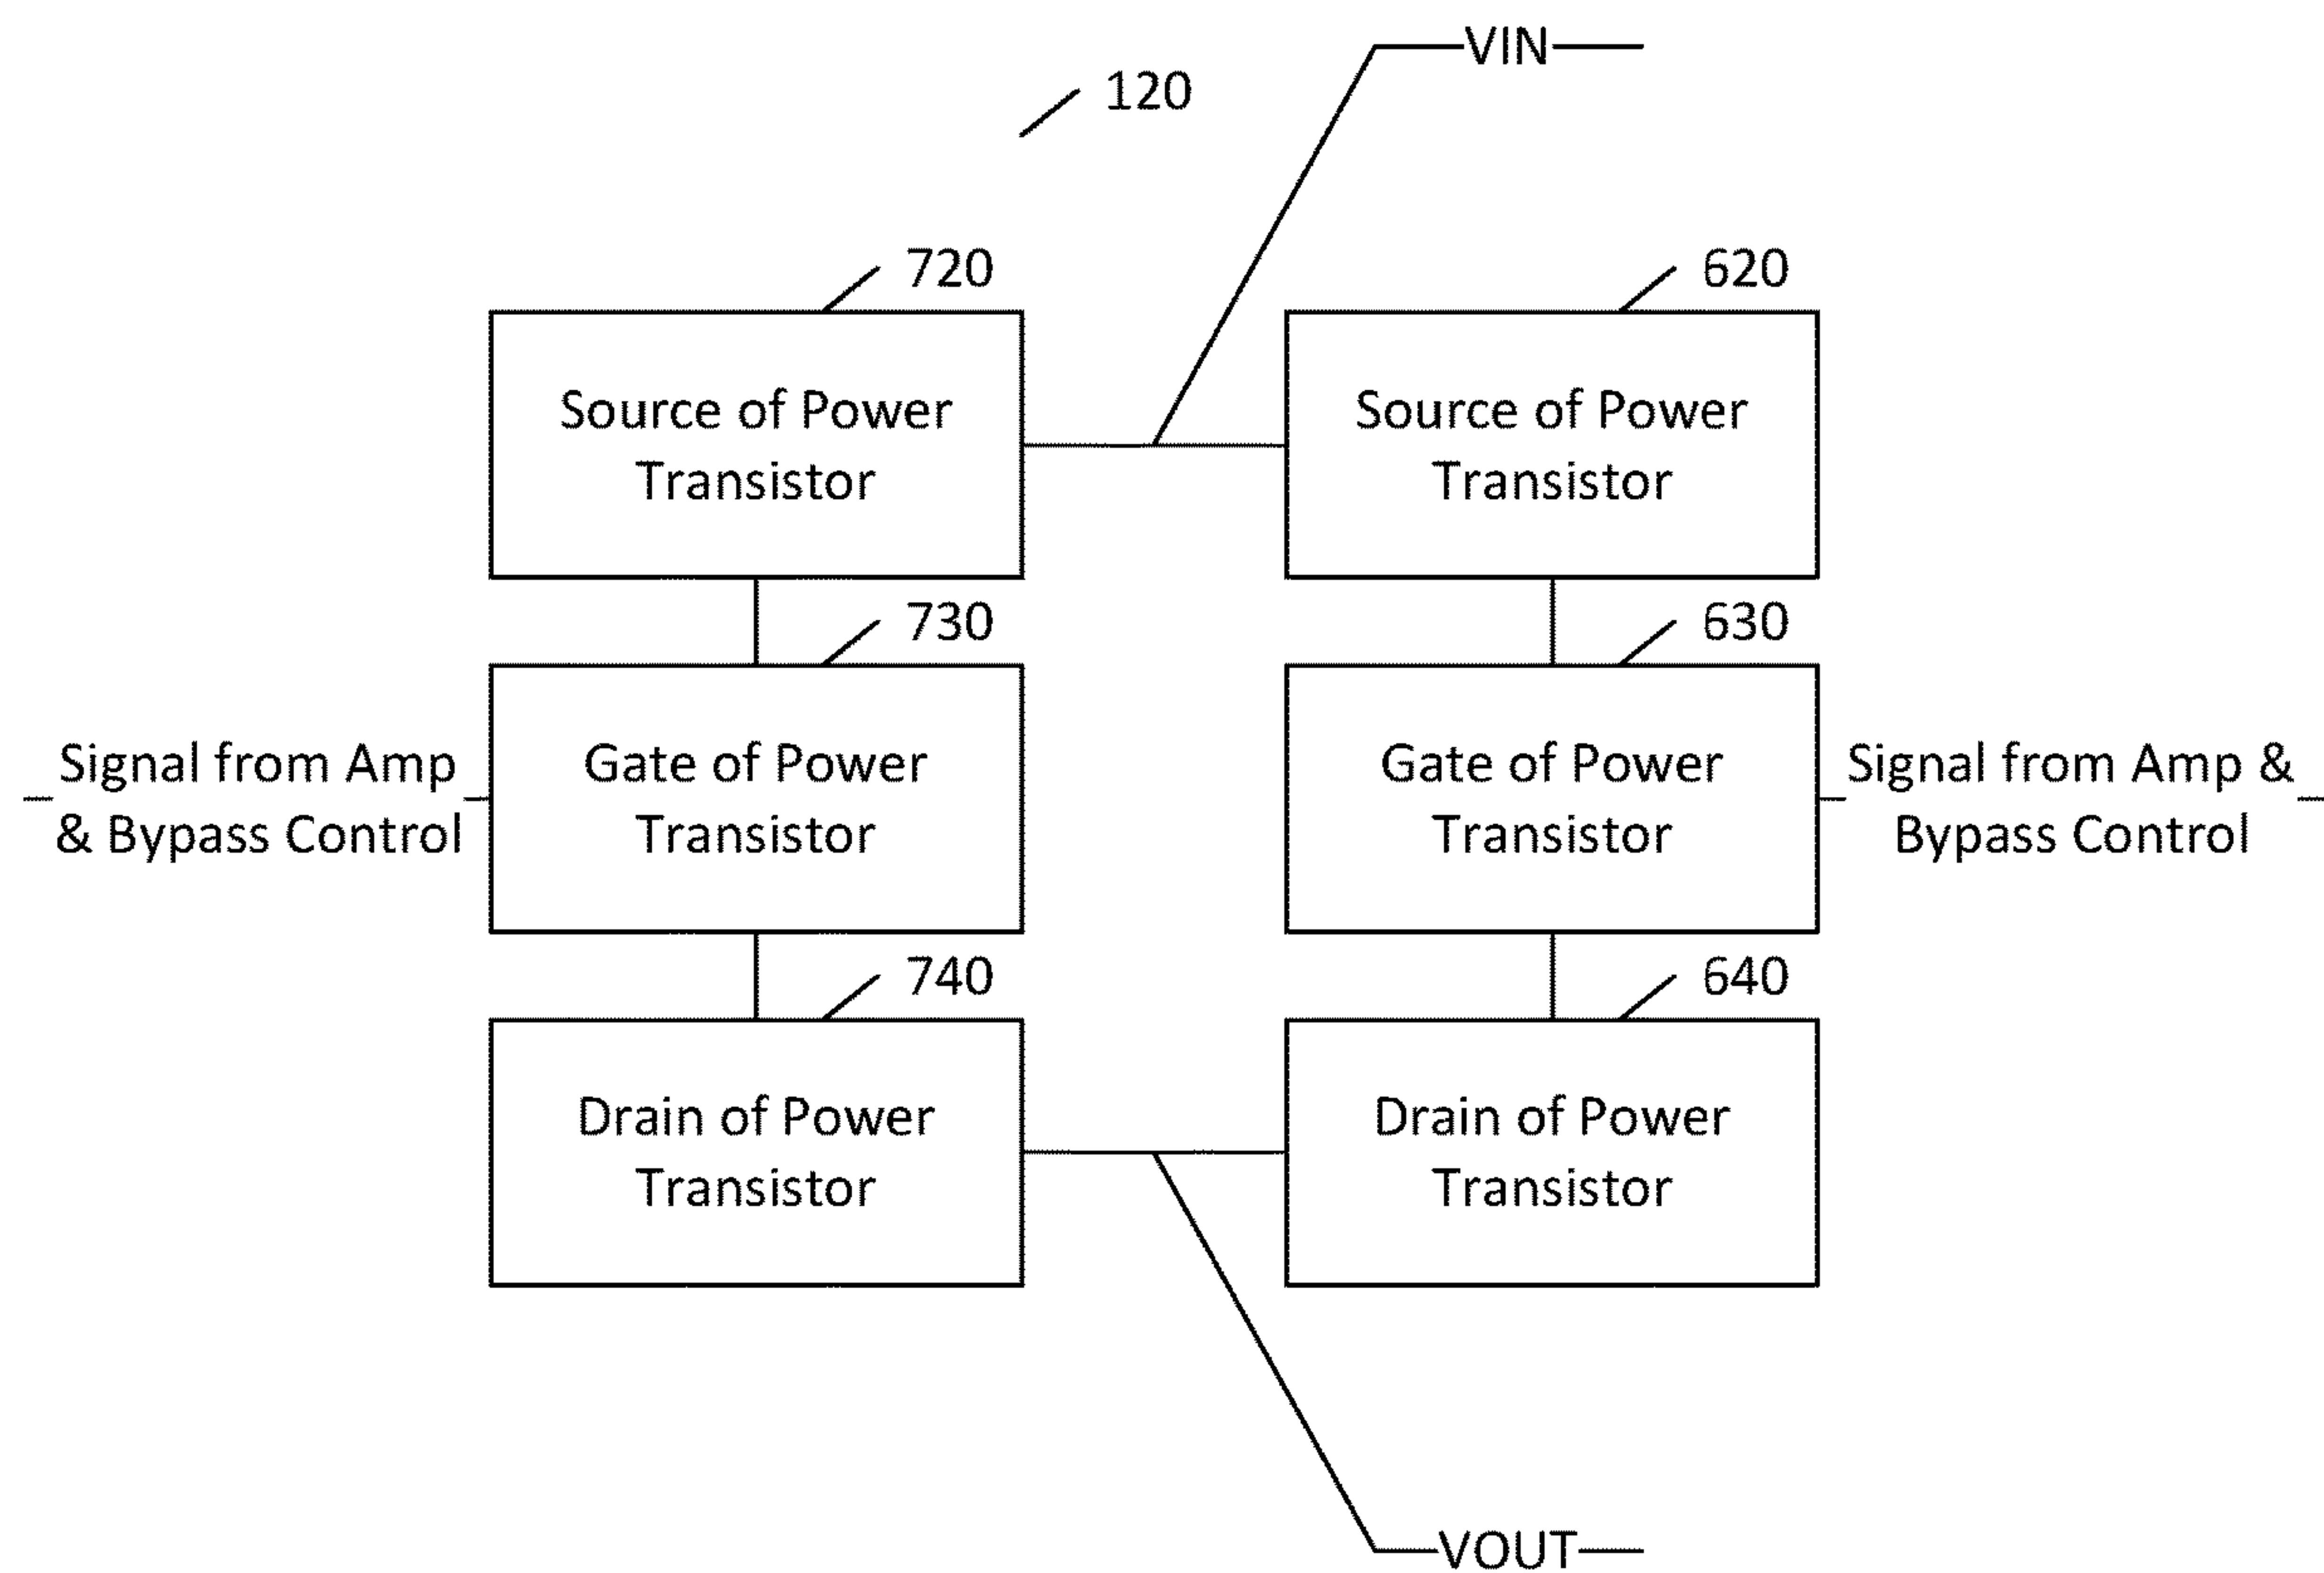 VIN
120
720
620
Source of Power
Transistor
Source of Power
Transistor
730
630
Signal from Amp
& Bypass Control
Gate of Power
Transistor
Gate of Power
Transistor
Signal from Amp &
Bypass Control
740
640
Drain of Power
Transistor
Drain of Power
Transistor
VOUT